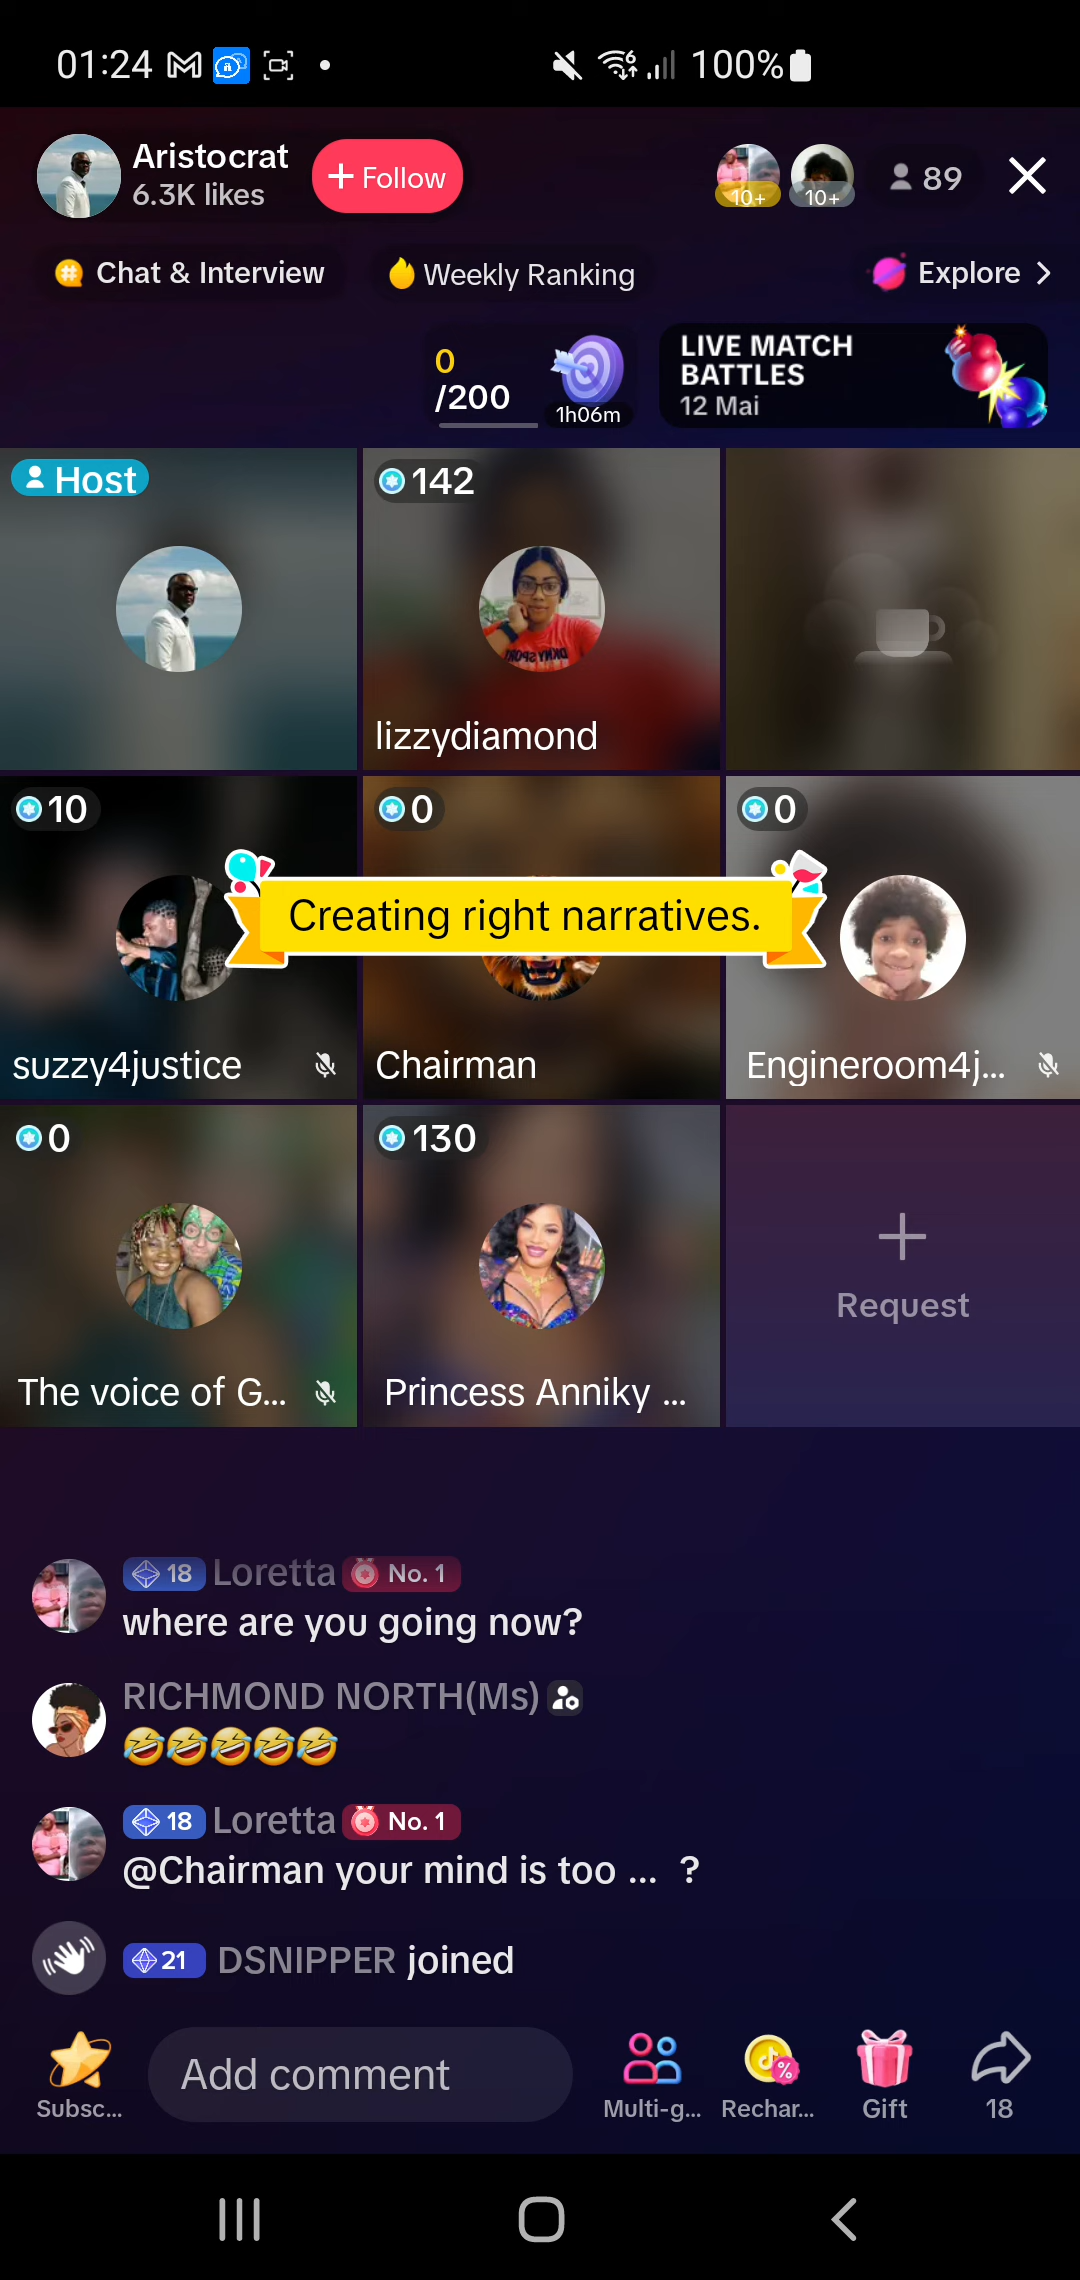 01:24
100%
Aristocrat
6.3K likes
+ Follow
10+
10+
89
Chat & Interview
Weekly Ranking
Explore
0
/200
1h06m
LIVE MATCH
BATTLES
12 Mai
Host
142
lizzydiamond
10
0
0
Creating right narratives.
suzzy4justice
Chairman
Engineroom4j...
0
130
The voice of G...
Princess Anniky ...
Request
18 Loretta No. 1
where are you going now?
RICHMOND NORTH(Ms)
🤣🤣🤣🤣🤣
18 Loretta No. 1
@Chairman your mind is too ... ?
21 DSNIPPER joined
Add comment
Subsc...
Multi-g...
Rechar...
Gift
18